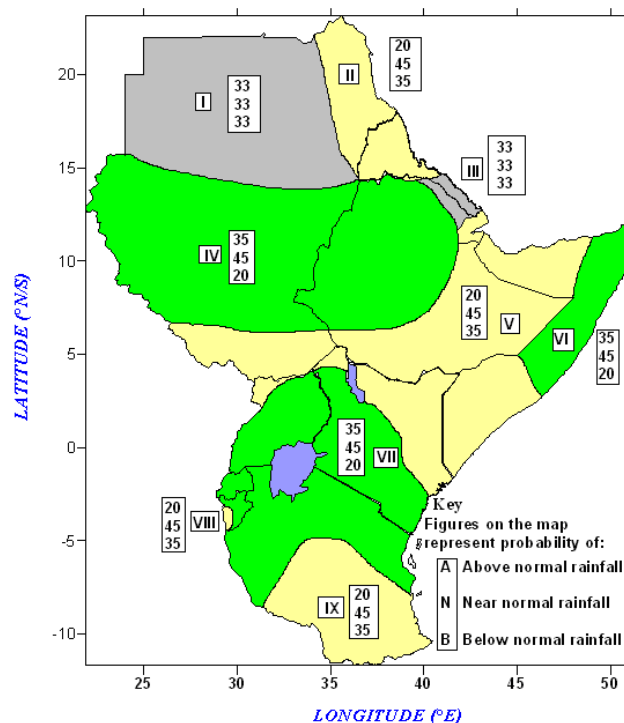 20
II
20
45
35
I
33
33
33
15
III
33
33
33
IV
35
45
20
10
20
45
35
V
VI
35
45
20
5
0
35
45
20
VII
20
45
35
VIII
-5
Key
Figures on the map
represent probability of:
A Above normal rainfall
N Near normal rainfall
B Below normal rainfall
IX
20
45
35
-10
25 30 35 40 45 50
LATITUDE (°N/S)
LONGITUDE (°E)